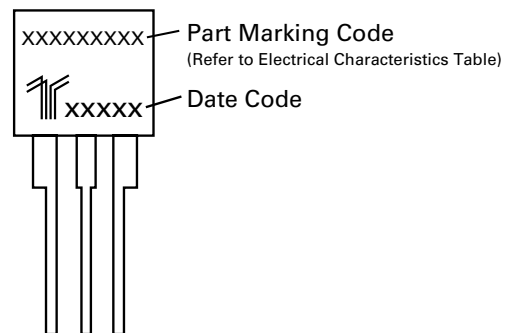 xxxxxxxxx
Part Marking Code
(Refer to Electrical Characteristics Table)
xxxxx
Date Code